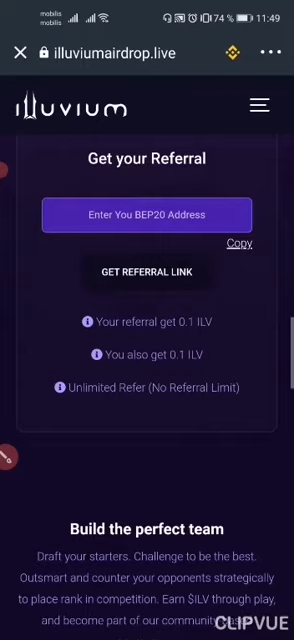 mobilis
mobilis
74 %
11:49
illuviumairdrop.live
illuvium
Get your Referral
Enter You BEP20 Address
Copy
GET REFERRAL LINK
Your referral get 0.1 ILV
You also get 0.1 ILV
Unlimited Refer (No Referral Limit)
Build the perfect team
Draft your starters. Challenge to be the best.
Outsmart and counter your opponents strategically
to place rank in competition. Earn $ILV through play,
and become part of our community
CLIPVUE